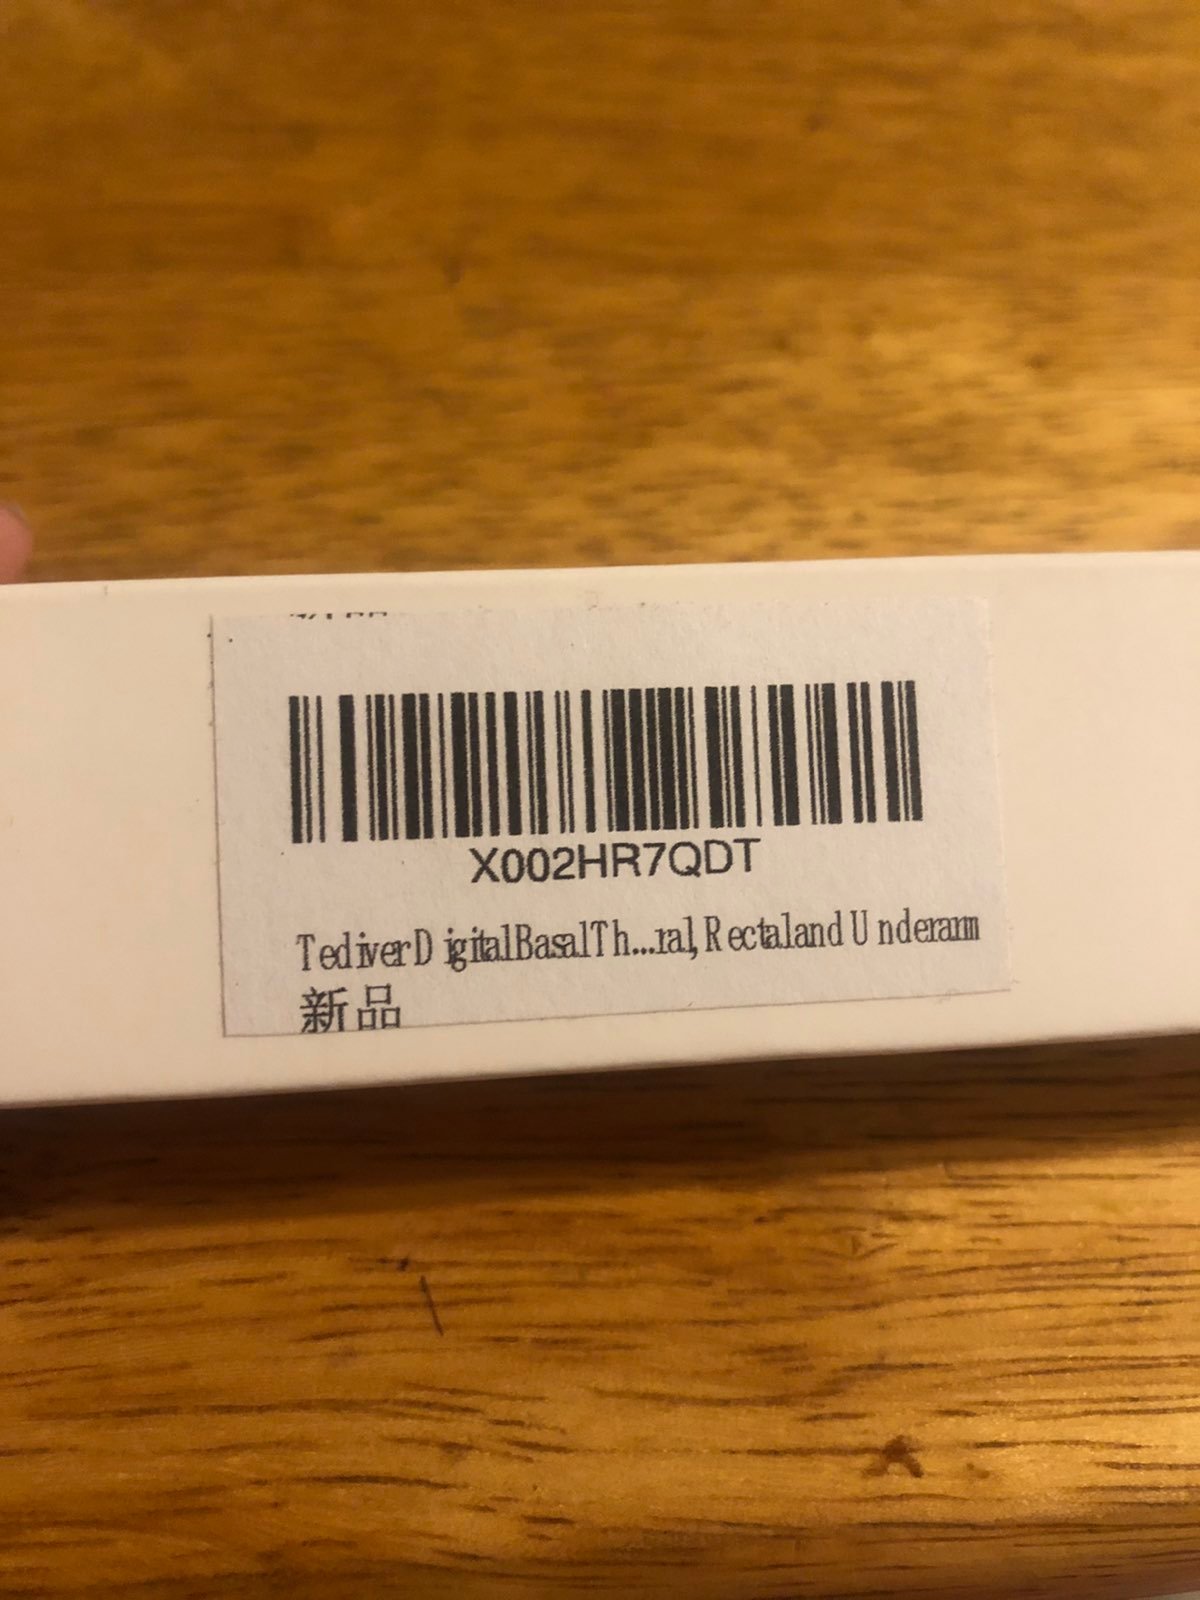 X002HR7QDT
Tediver Digital Basal Th...ral, Rectal and Underarm
新品